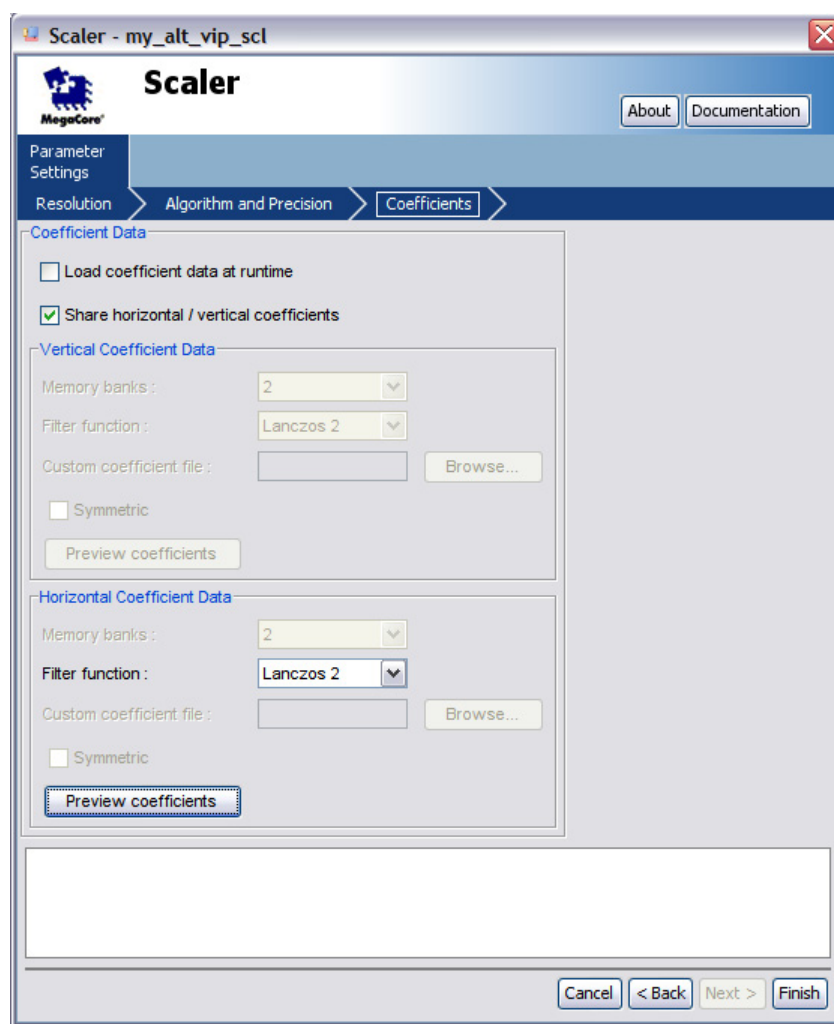 Scaler - my_alt_vip_scl
Scaler
MegaCore®
About Documentation
Parameter
Settings
Resolution Algorithm and Precision Coefficients
Coefficient Data
Load coefficient data at runtime
Share horizontal / vertical coefficients
Vertical Coefficient Data
Memory banks : 2
Filter function : Lanczos 2
Custom coefficient file : Browse...
Symmetric
Preview coefficients
Horizontal Coefficient Data
Memory banks : 2
Filter function : Lanczos 2
Custom coefficient file : Browse...
Symmetric
Preview coefficients
Cancel < Back Next > Finish